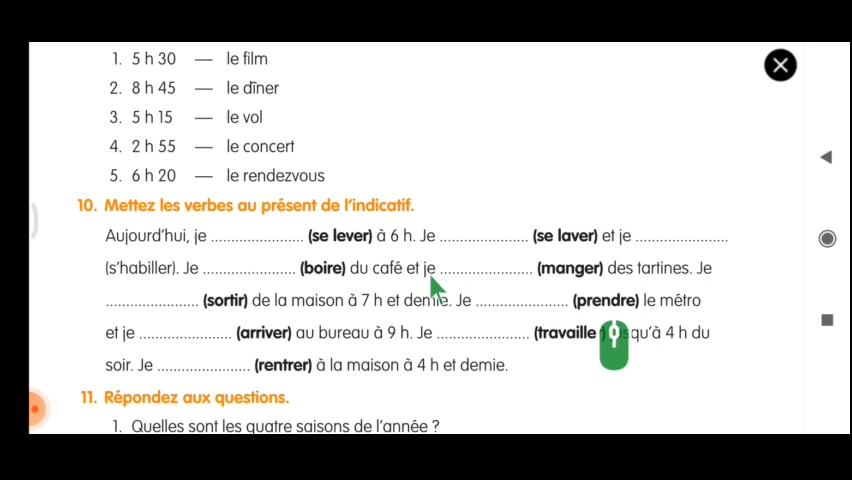 1. 5 h 30 — le film
2. 8 h 45 — le dîner
3. 5 h 15 — le vol
4. 2 h 55 — le concert
5. 6 h 20 — le rendezvous
10. Mettez les verbes au présent de l'indicatif.
Aujourd'hui, je ....................... (se lever) à 6 h. Je ...................... (se laver) et je .......................
(s'habiller). Je ....................... (boire) du café et je ....................... (manger) des tartines. Je
....................... (sortir) de la maison à 7 h et demie. Je ....................... (prendre) le métro
et je ....................... (arriver) au bureau à 9 h. Je ....................... (travaille qu'à 4 h du
soir. Je ....................... (rentrer) à la maison à 4 h et demie.
11. Répondez aux questions.
1. Quelles sont les quatre saisons de l'année ?